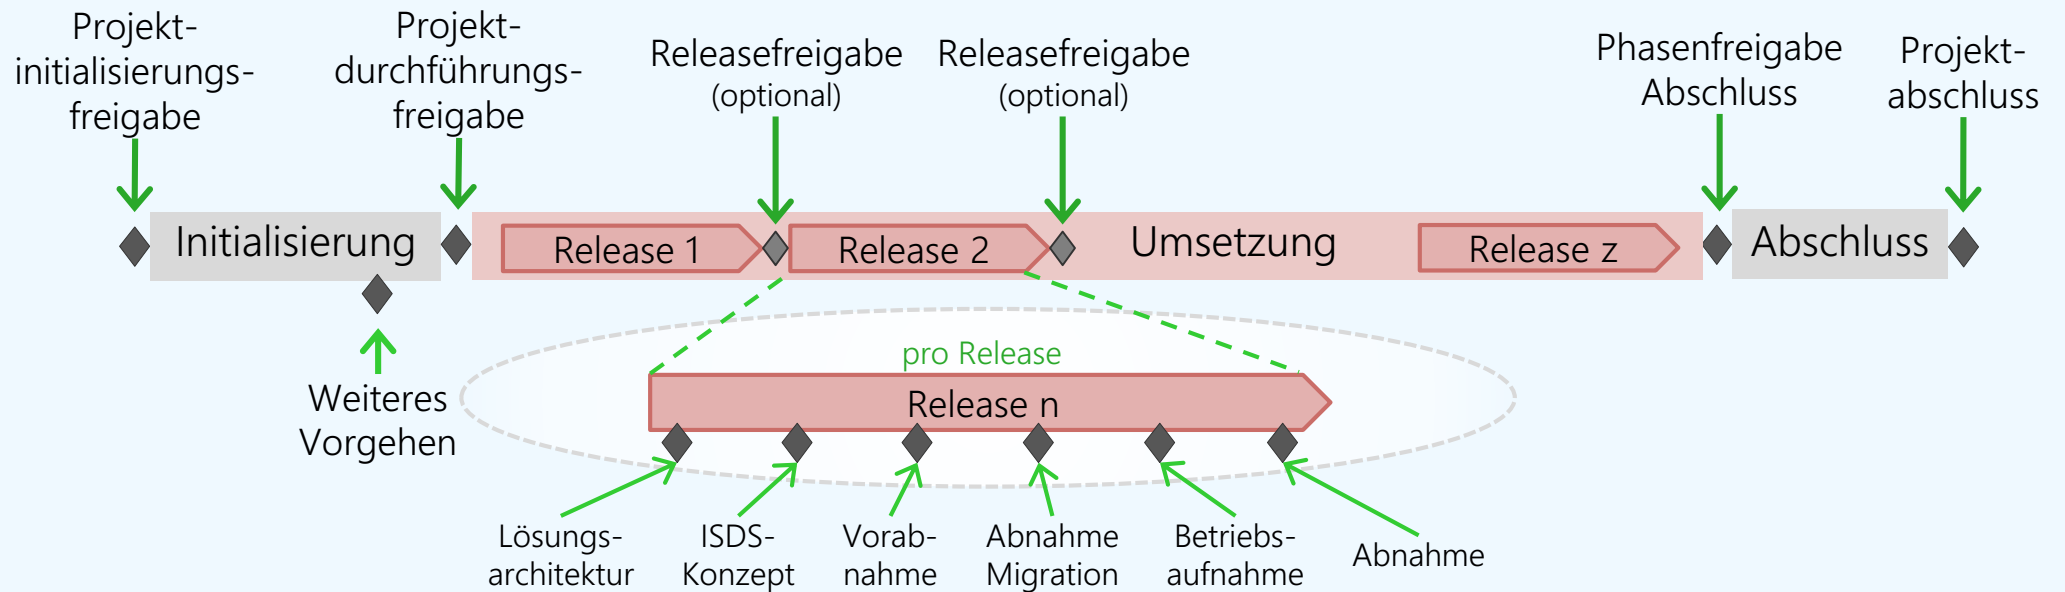 Projekt-
initialisierungs-
freigabe
Projekt-
durchführungs-
freigabe
Releasefreigabe
(optional)
Releasefreigabe
(optional)
Phasenfreigabe
Abschluss
Projekt-
abschluss
Initialisierung
Release 1
Release 2
Umsetzung
Release z
Abschluss
Weiteres
Vorgehen
pro Release
Release n
Lösungs-
architektur
ISDS-
Konzept
Vorab-
nahme
Abnahme
Migration
Betriebs-
aufnahme
Abnahme